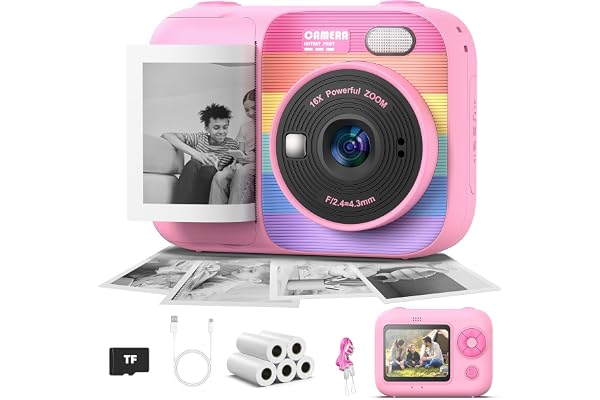 CAMERA
INSTANT PRINT
16X Powerful ZOOM
F/2.4=4.3mm
TF